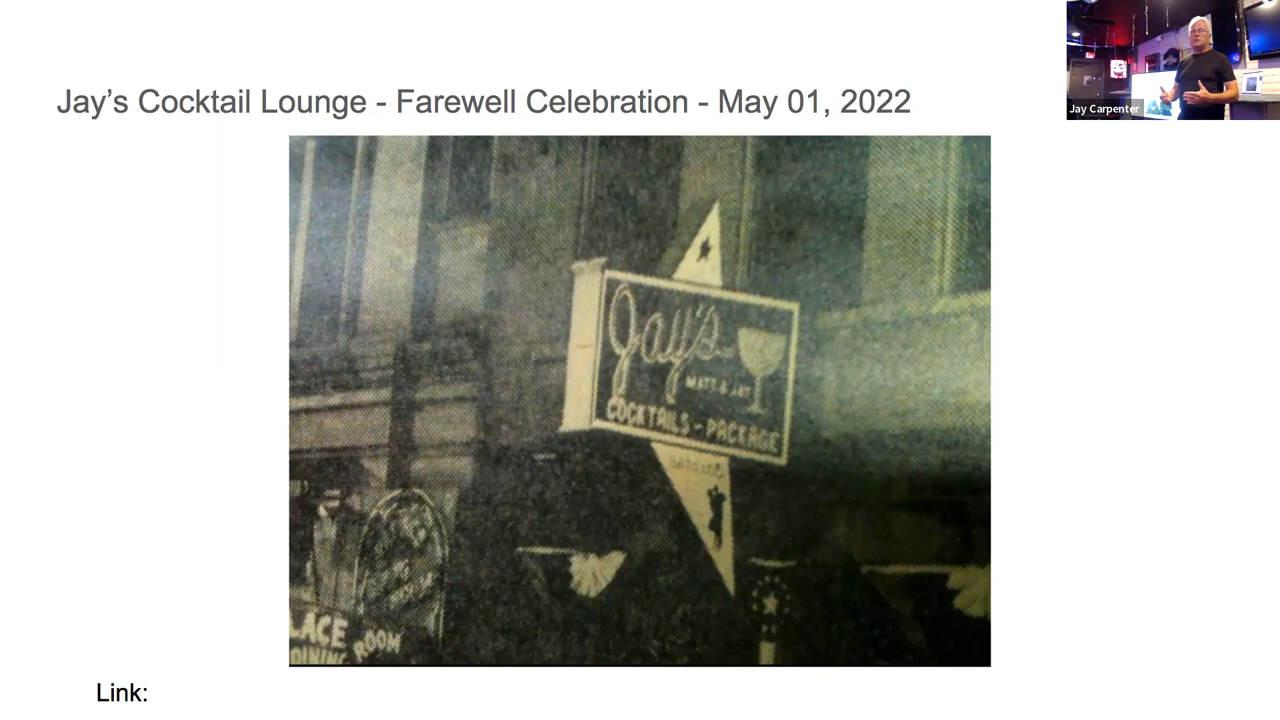 Jay’s Cocktail Lounge - Farewell Celebration - May 01, 2022
Jay Carpenter
Jay's
COCKTAILS - PACKAGE
LACE
DINING ROOM
Link: